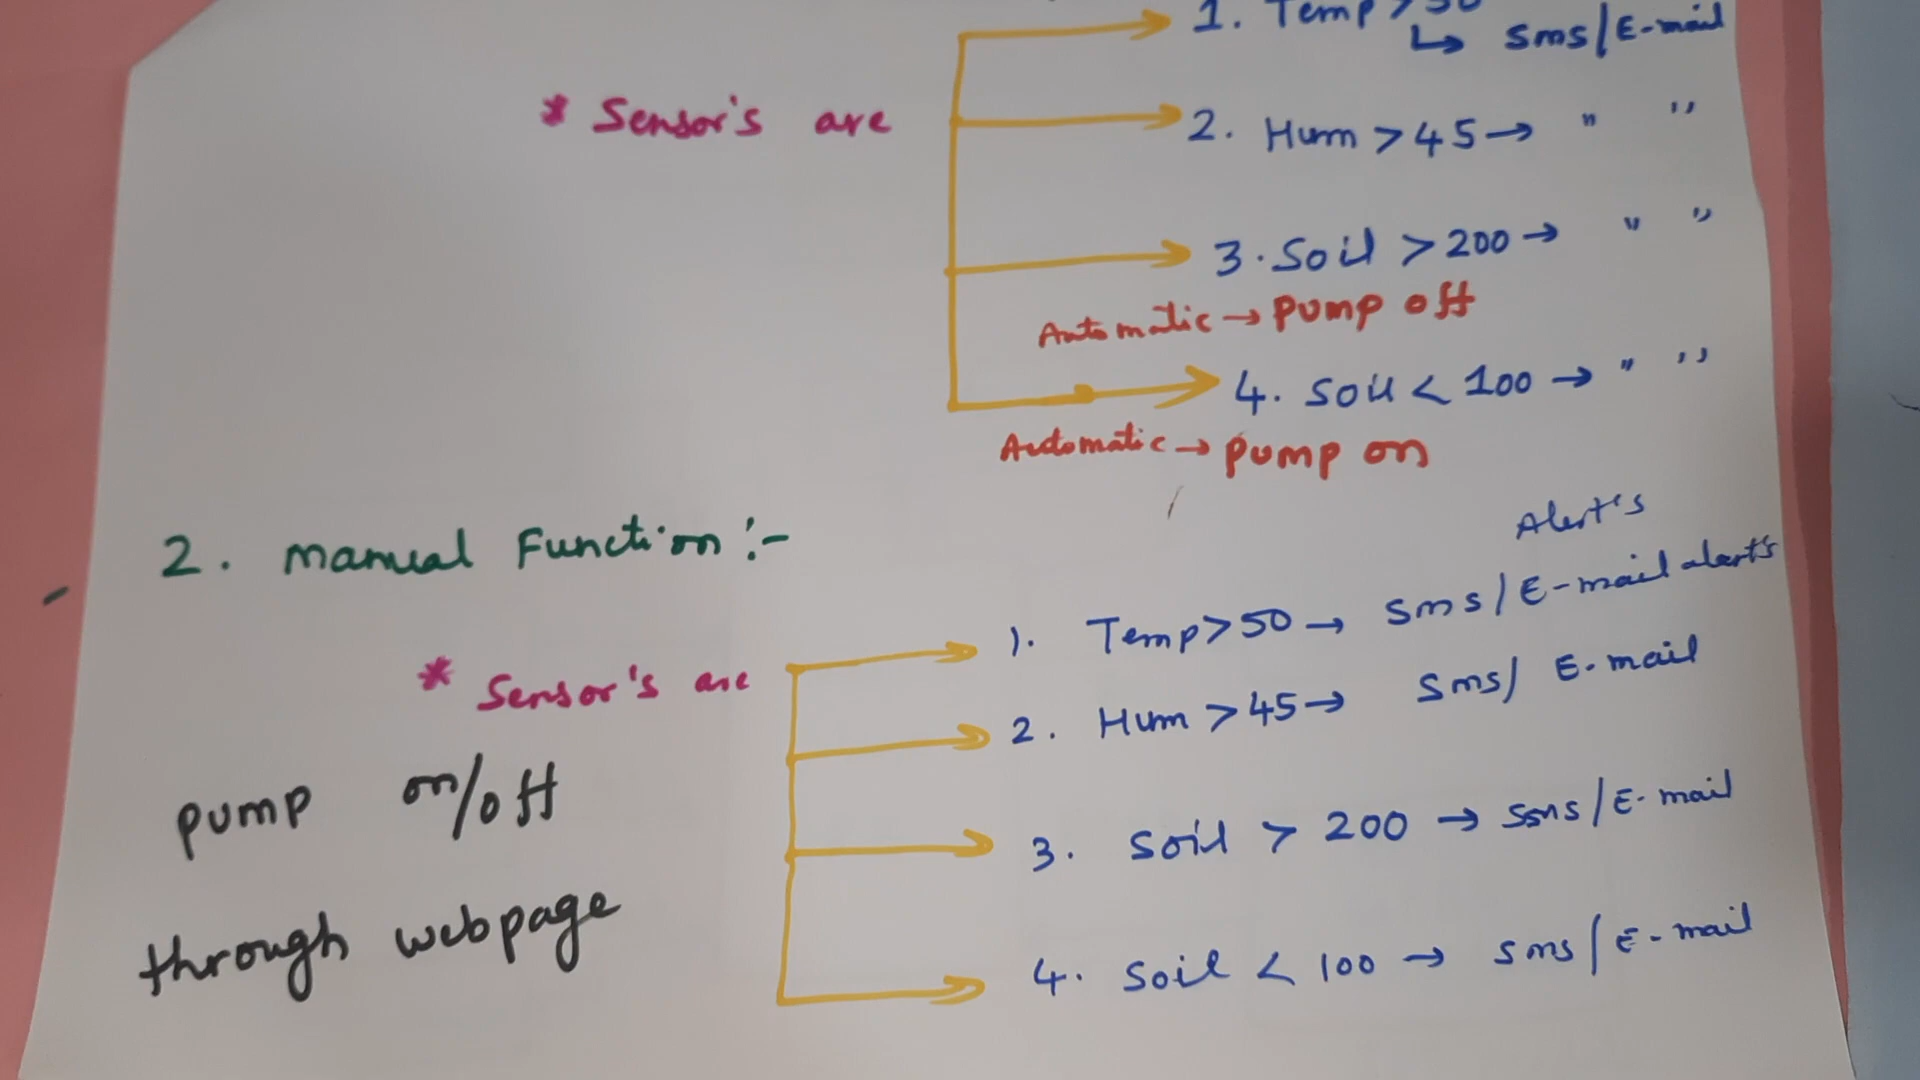 1. Temp >50
↳ Sms/E-mail
* Sensor's are
2. Hum >45→ " "
3. Soil >200→ " "
Automatic→ Pump off
4. Soil < 100 → " "
Automatic→ Pump on
2. Manual Function:-
Alert's
1. Temp>50→ Sms/E-mail alert's
* Sensor's are
2. Hum >45→ Sms/ E-mail
Pump on/off
3. Soil > 200 → Sms/E-mail
through webpage
4. Soil < 100 → Sms/E-mail